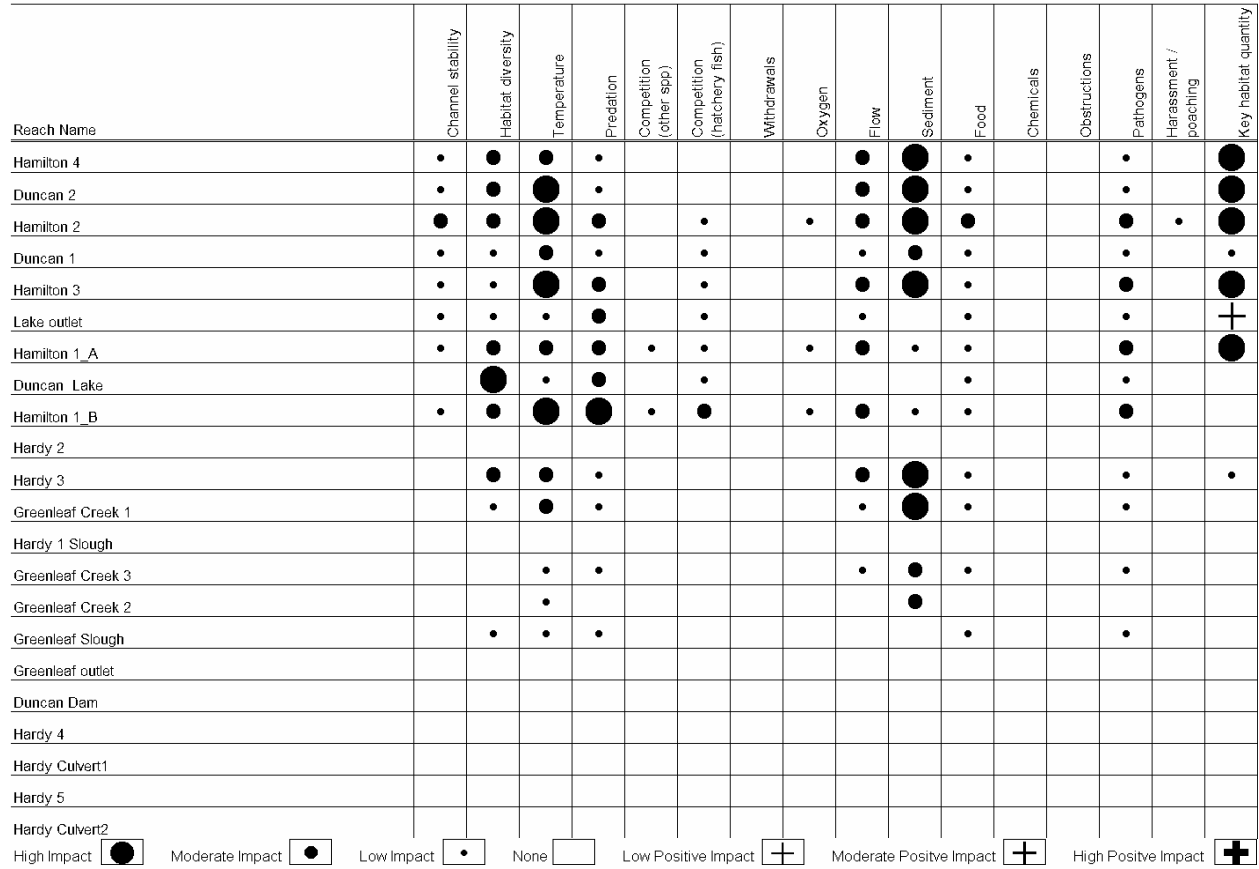 Reach Name
Channel stability
Habitat diversity
Temperature
Predation
Competition
(other spp)
Competition
(hatchery fish)
Withdrawals
Oxygen
Flow
Sediment
Food
Chemicals
Obstructions
Pathogens
Harassment /
poaching
Key habitat quantity
Hamilton 4
Duncan 2
Hamilton 2
Duncan 1
Hamilton 3
Lake outlet
Hamilton 1_A
Duncan Lake
Hamilton 1_B
Hardy 2
Hardy 3
Greenleaf Creek 1
Hardy 1 Slough
Greenleaf Creek 3
Greenleaf Creek 2
Greenleaf Slough
Greenleaf outlet
Duncan Dam
Hardy 4
Hardy Culvert1
Hardy 5
Hardy Culvert2
High Impact Moderate Impact Low Impact None Low Positive Impact Moderate Positve Impact High Positve Impact